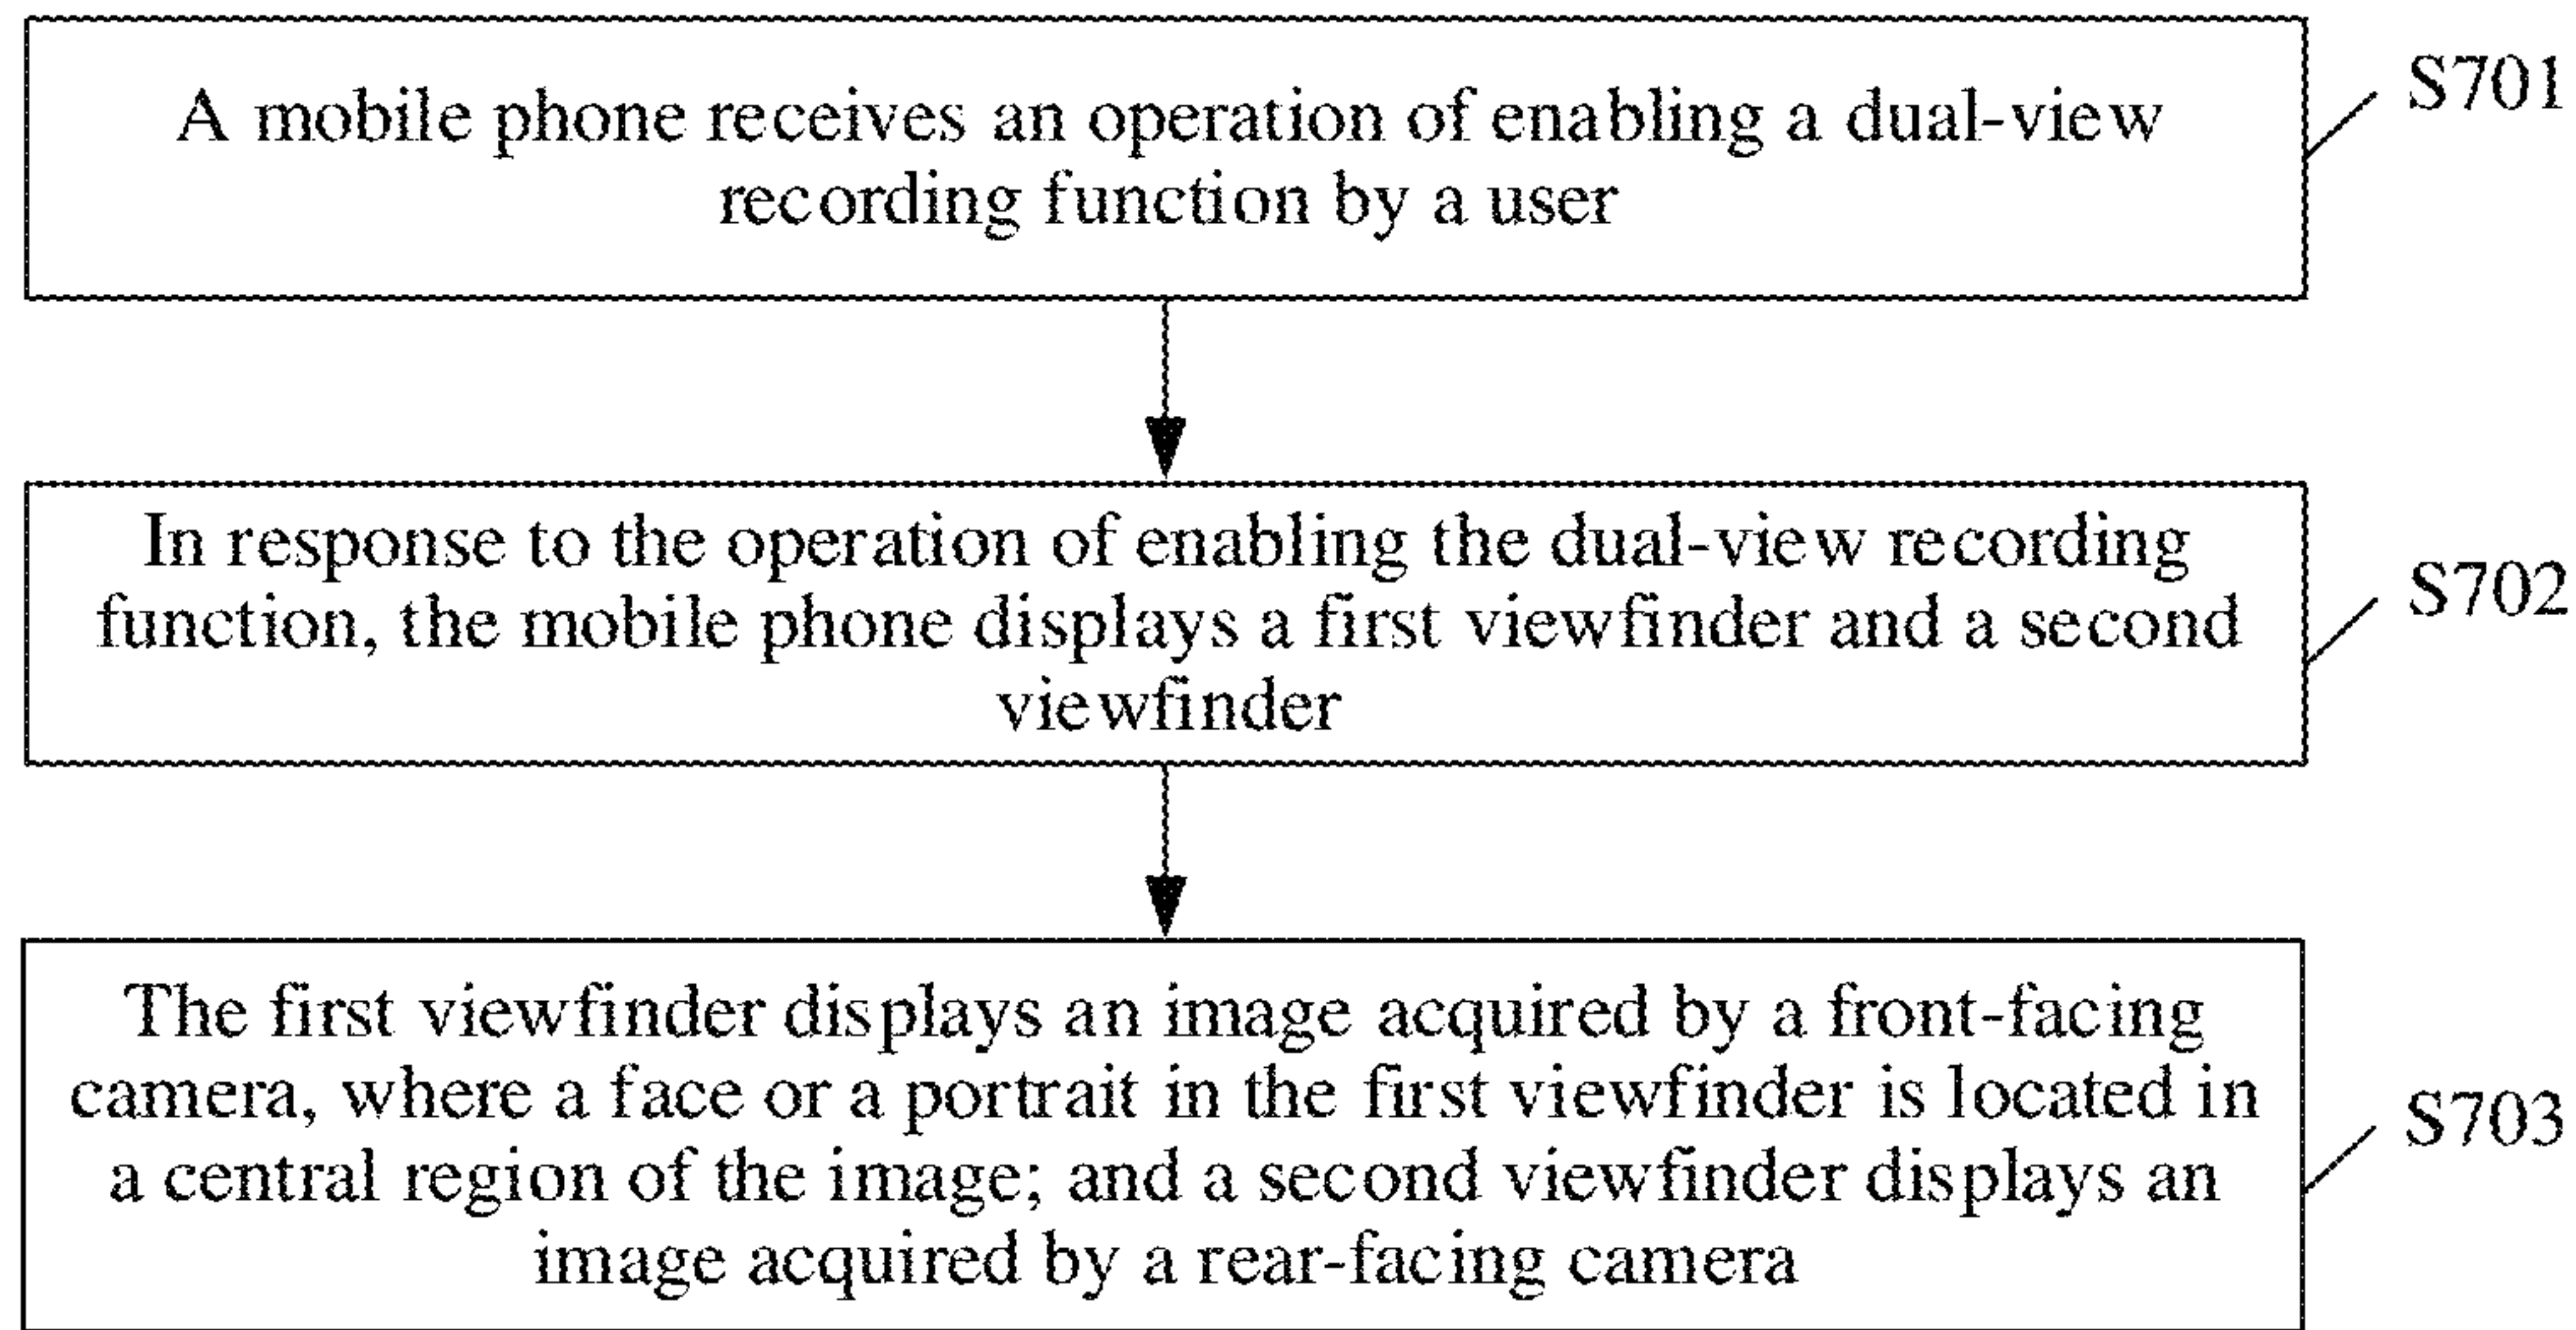 A mobile phone receives an operation of enabling a dual-view
recording function by a user
S701
In response to the operation of enabling the dual-view recording
function, the mobile phone displays a first viewfinder and a second
viewfinder
S702
The first viewfinder displays an image acquired by a front-facing
camera, where a face or a portrait in the first viewfinder is located in
a central region of the image; and a second viewfinder displays an
image acquired by a rear-facing camera
S703